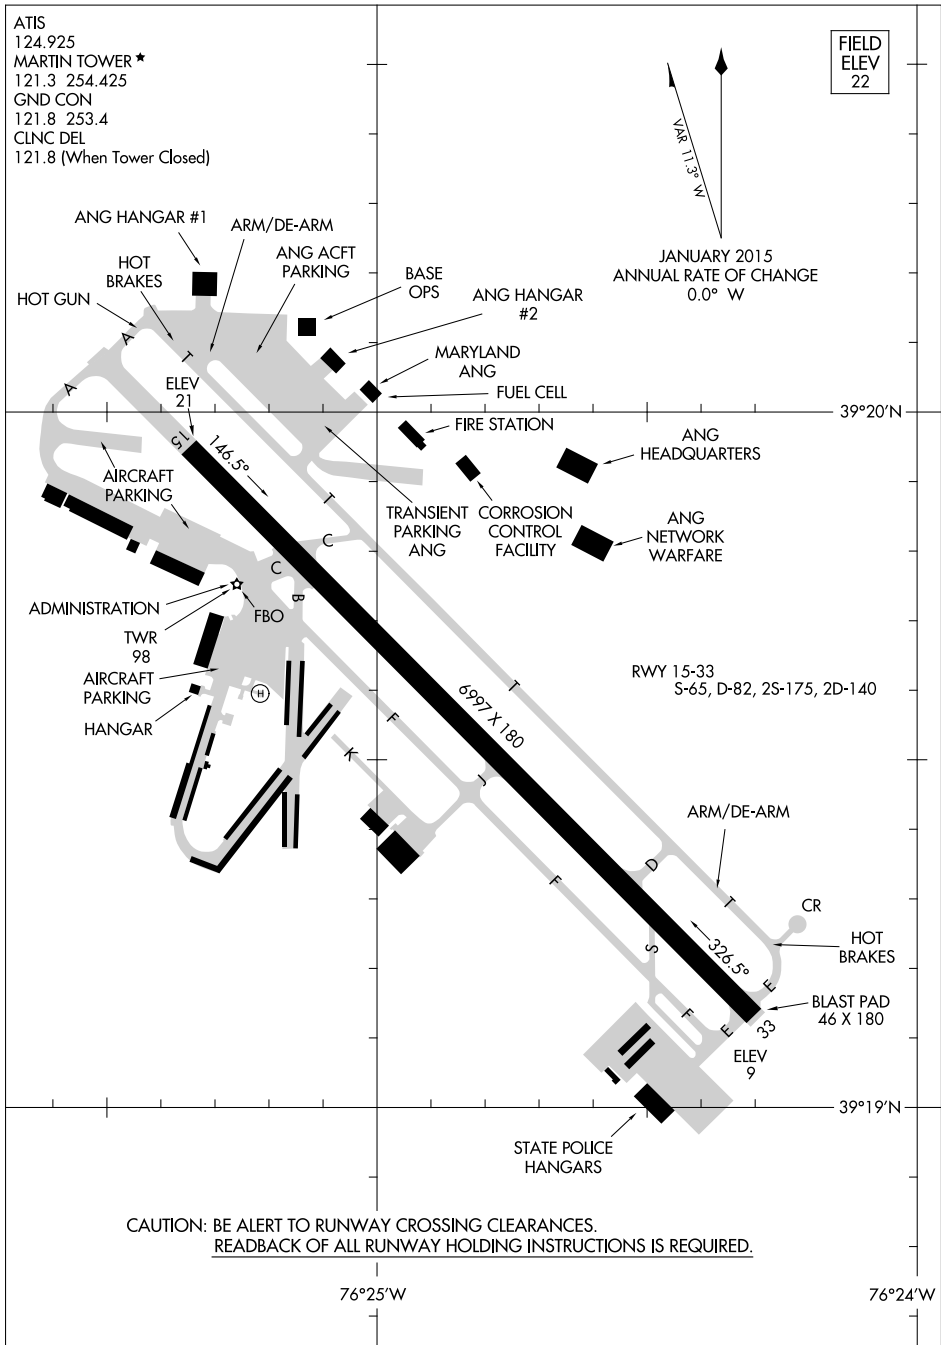 ATIS
124.925
MARTIN TOWER ★
121.3 254.425
GND CON
121.8 253.4
CLNC DEL
121.8 (When Tower Closed)
FIELD
ELEV
22
VAR 11.3° W
JANUARY 2015
ANNUAL RATE OF CHANGE
0.0° W
ANG HANGAR #1
ARM/DE-ARM
HOT
BRAKES
ANG ACFT
PARKING
HOT GUN
BASE
OPS
ANG HANGAR
#2
MARYLAND
ANG
FUEL CELL
A
A
T
ELEV
21
39°20'N
FIRE STATION
15
146.5°
ANG
HEADQUARTERS
AIRCRAFT
PARKING
T
TRANSIENT
PARKING
ANG
CORROSION
CONTROL
FACILITY
ANG
NETWORK
WARFARE
C
C
B
ADMINISTRATION
FBO
TWR
98
AIRCRAFT
PARKING
H
HANGAR
RWY 15-33
S-65, D-82, 2S-175, 2D-140
T
6997 X 180
F
K
J
ARM/DE-ARM
D
F
T
CR
S
326.5°
HOT
BRAKES
E
BLAST PAD
46 X 180
F
E
33
ELEV
9
39°19'N
STATE POLICE
HANGARS
CAUTION: BE ALERT TO RUNWAY CROSSING CLEARANCES.
READBACK OF ALL RUNWAY HOLDING INSTRUCTIONS IS REQUIRED.
76°25'W
76°24'W